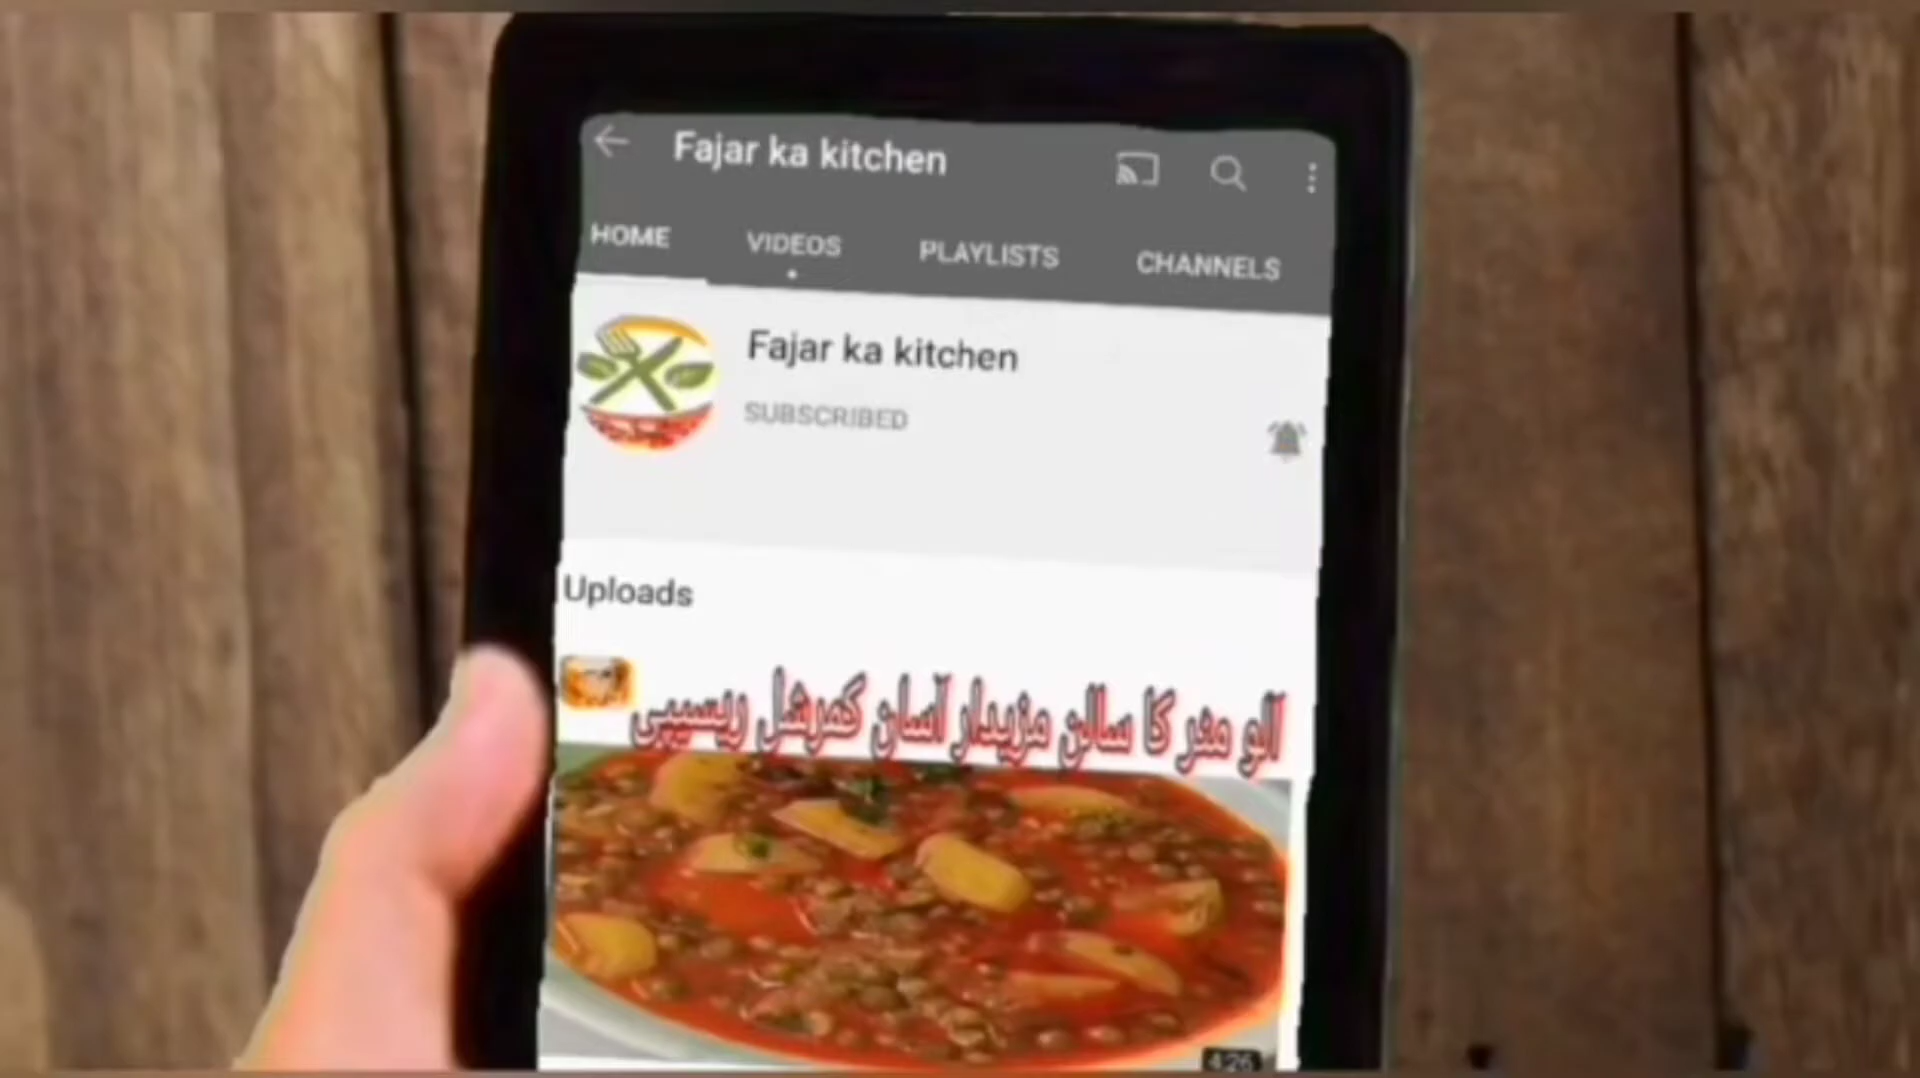 Fajar ka kitchen
HOME VIDEOS PLAYLISTS CHANNELS
Fajar ka kitchen
SUBSCRIBED
Uploads
آلو مٹر کا سالن مزیدار آسان کمرشل ریسیپی
4:26